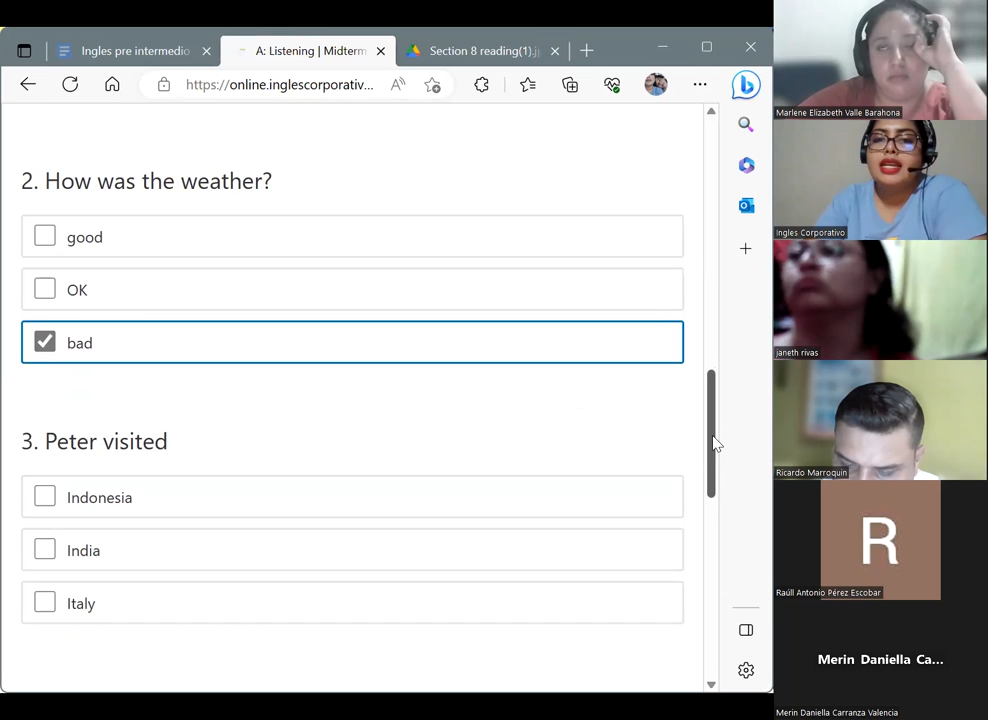 Ingles pre intermedio
A: Listening | Midterm
Section 8 reading(1).j
https://online.inglescorporativ...
2. How was the weather?
good
OK
bad
3. Peter visited
Indonesia
India
Italy
Marlene Elizabeth Valle Barahona
Ingles Corporativo
janeth rivas
Ricardo Marroquin
R
Raúll Antonio Pérez Escobar
Merin Daniella Ca...
Merin Daniella Carranza Valencia